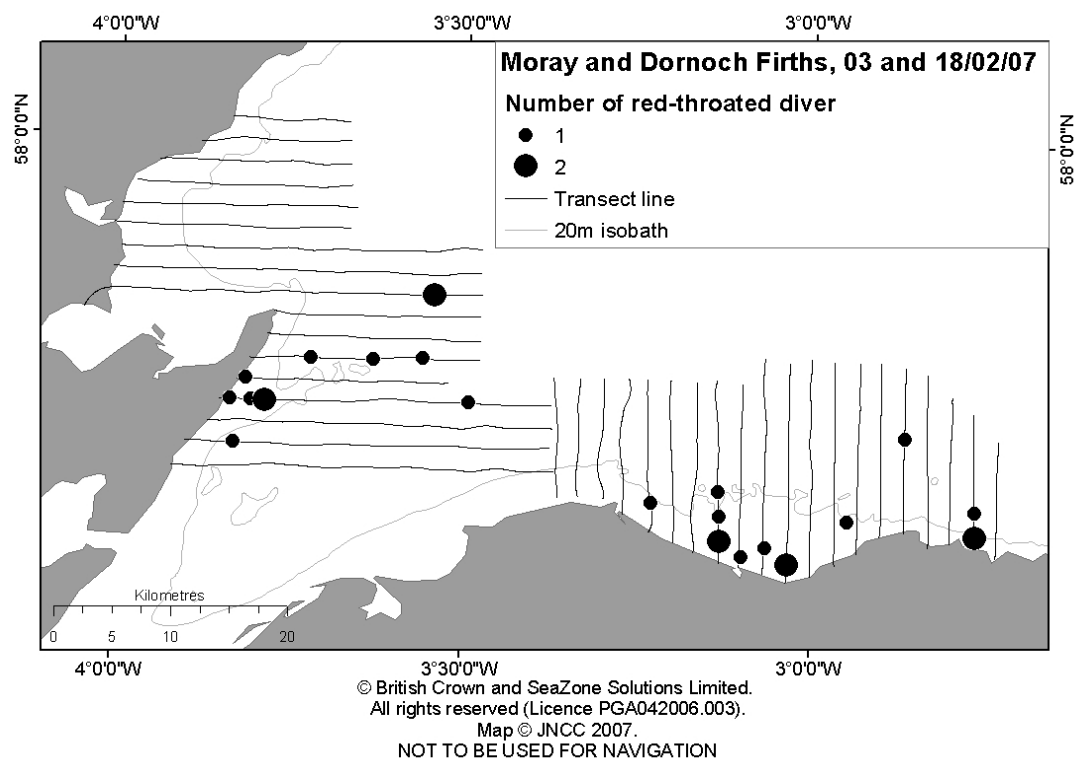 4°0'0"W 3°30'0"W 3°0'0"W
Moray and Dornoch Firths, 03 and 18/02/07
Number of red-throated diver
1
2
Transect line
20m isobath
58°0'0"N
58°0'0"N
Kilometres
0 5 10 20
4°0'0"W 3°30'0"W 3°0'0"W
© British Crown and SeaZone Solutions Limited.
All rights reserved (Licence PGA042006.003).
Map © JNCC 2007.
NOT TO BE USED FOR NAVIGATION